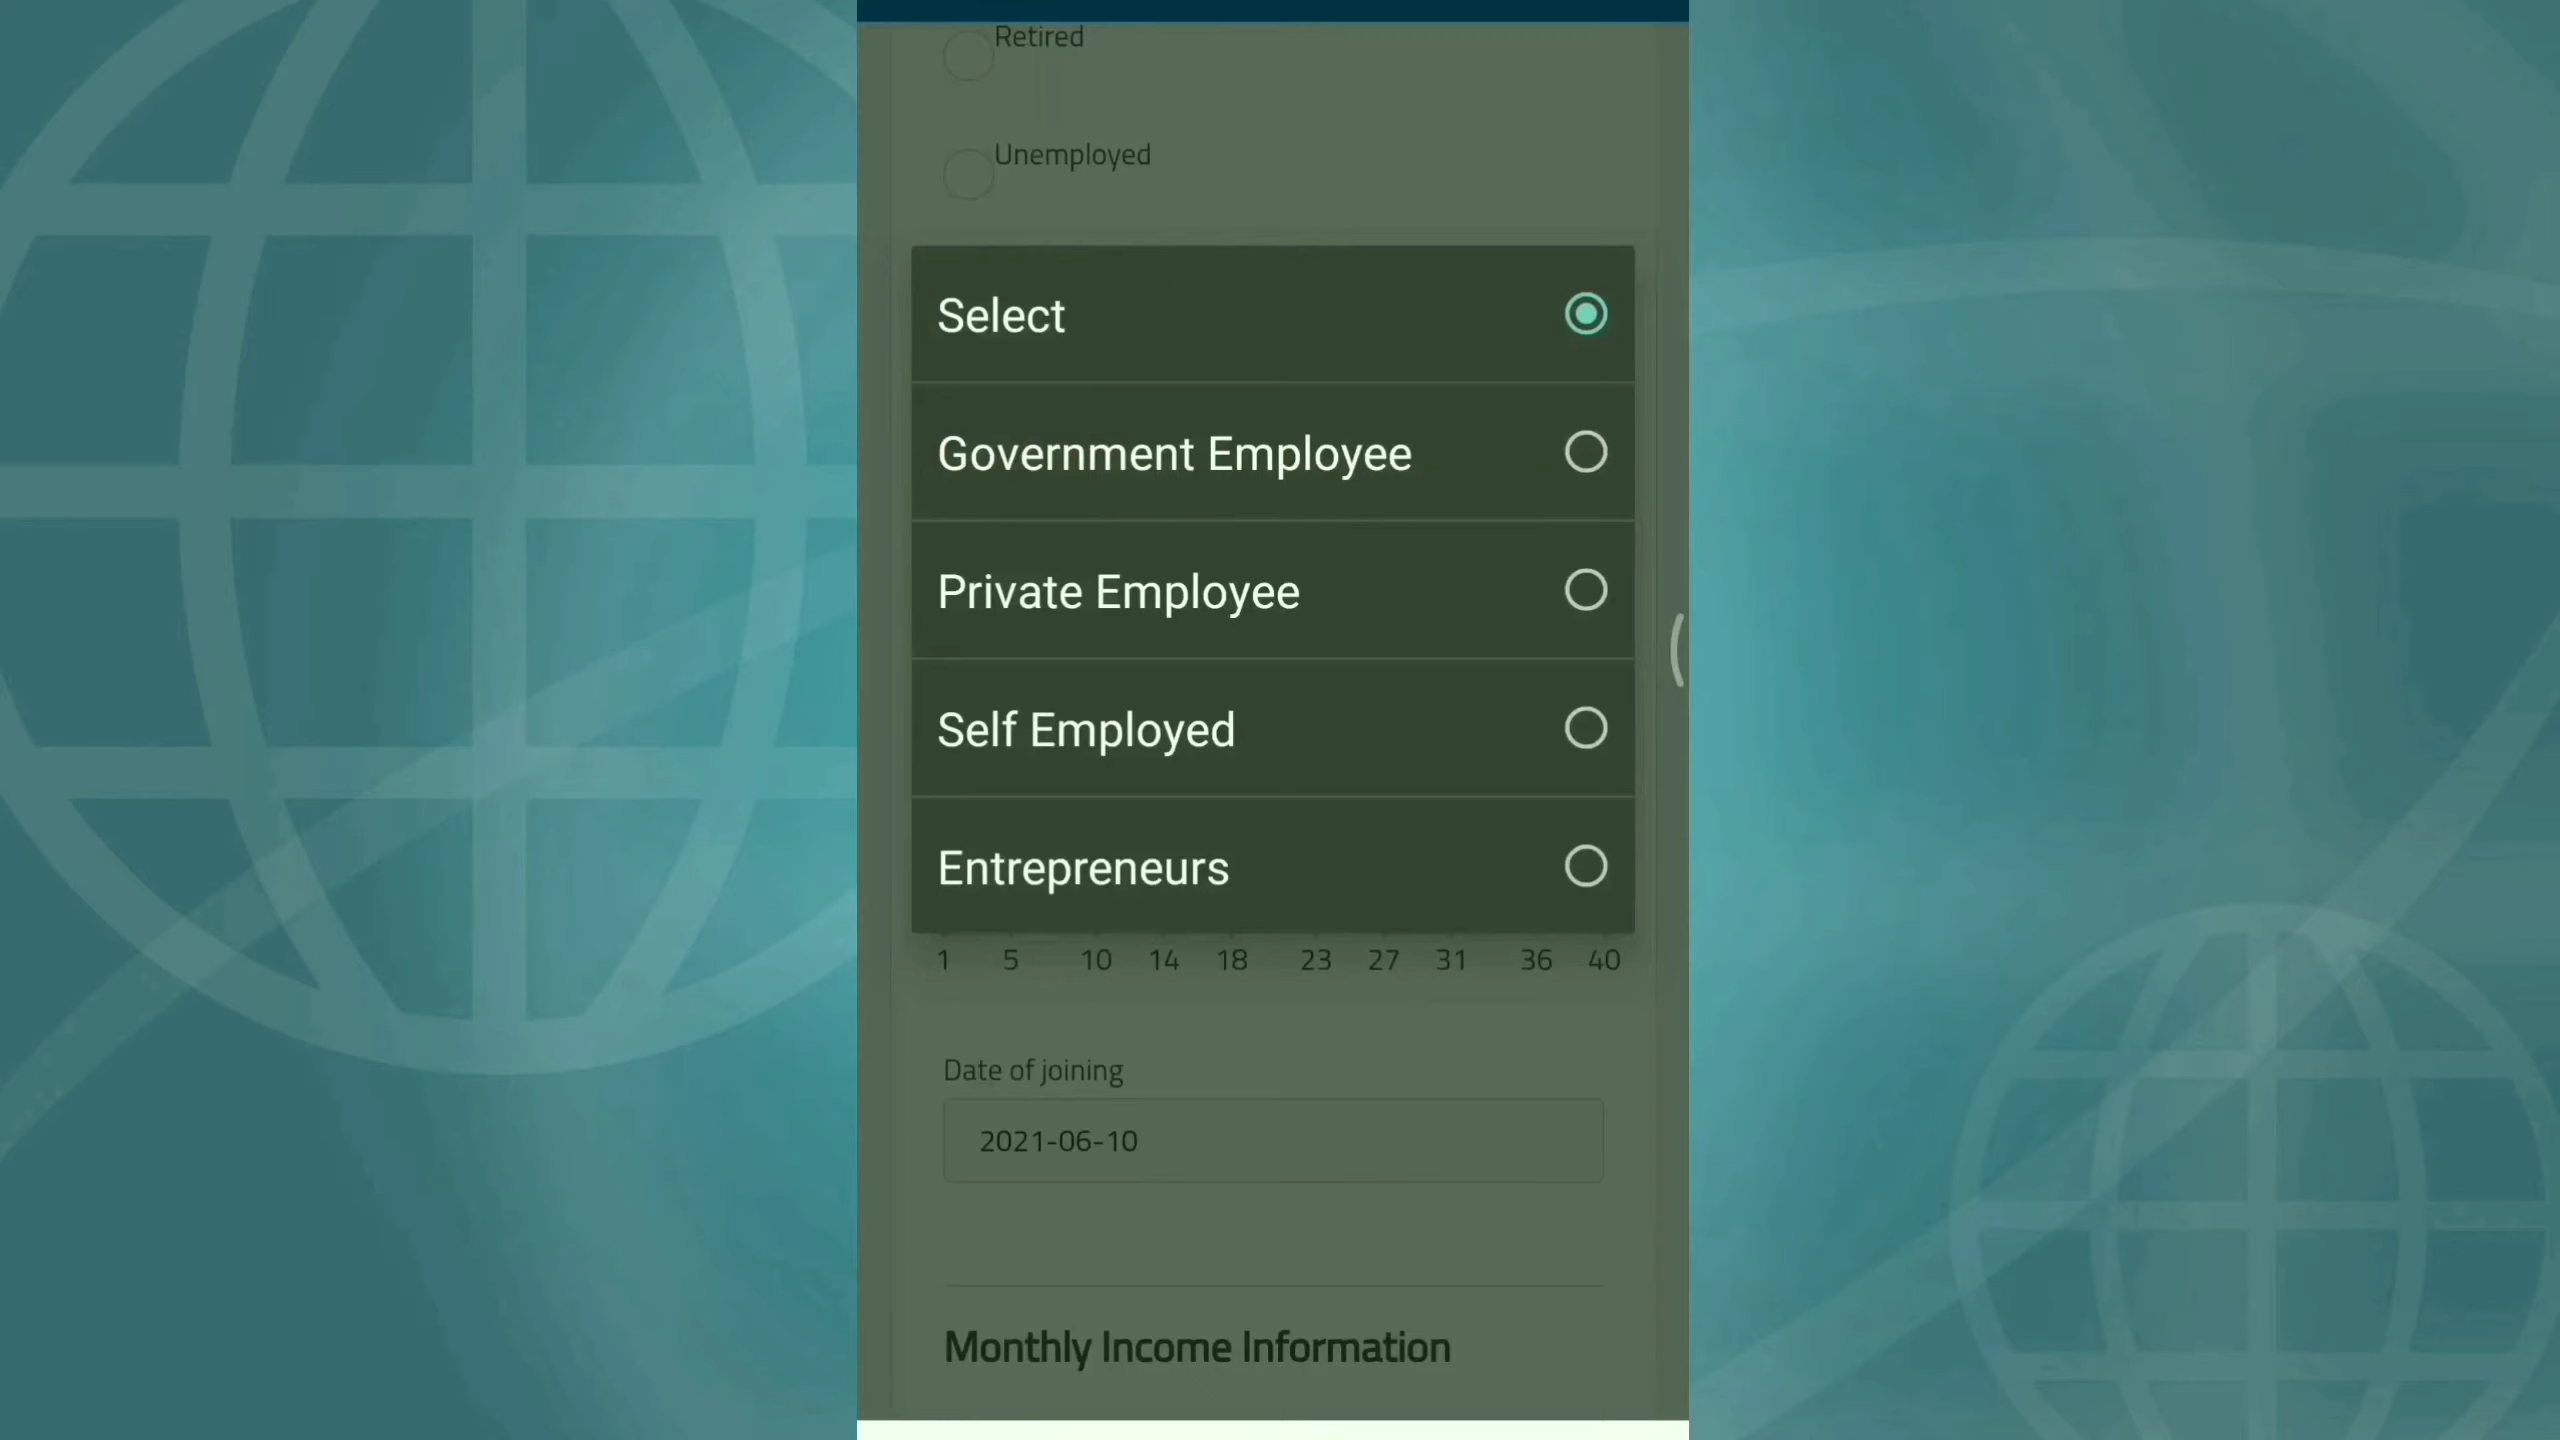 Retired
Unemployed
Select
Government Employee
Private Employee
Self Employed
Entrepreneurs
1 5 10 14 18 23 27 31 36 40
Date of joining
2021-06-10
Monthly Income Information